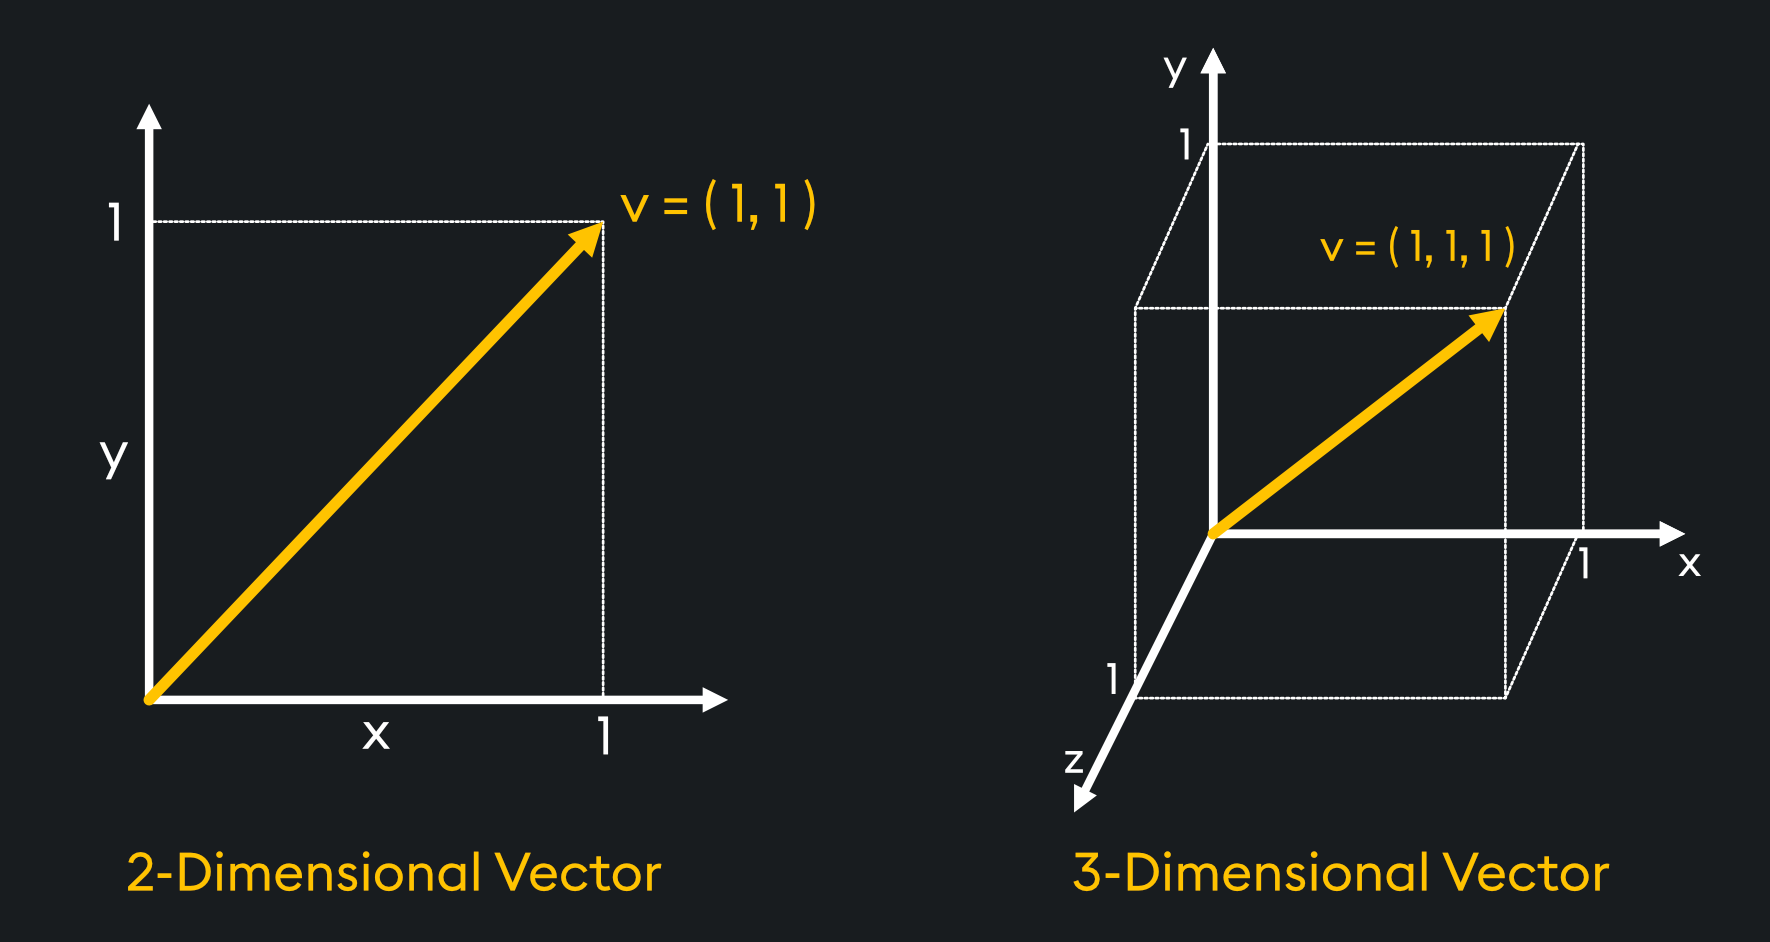 1
v = ( 1, 1 )
y
x
1
2-Dimensional Vector
y
1
v = ( 1, 1, 1 )
1
x
1
z
3-Dimensional Vector